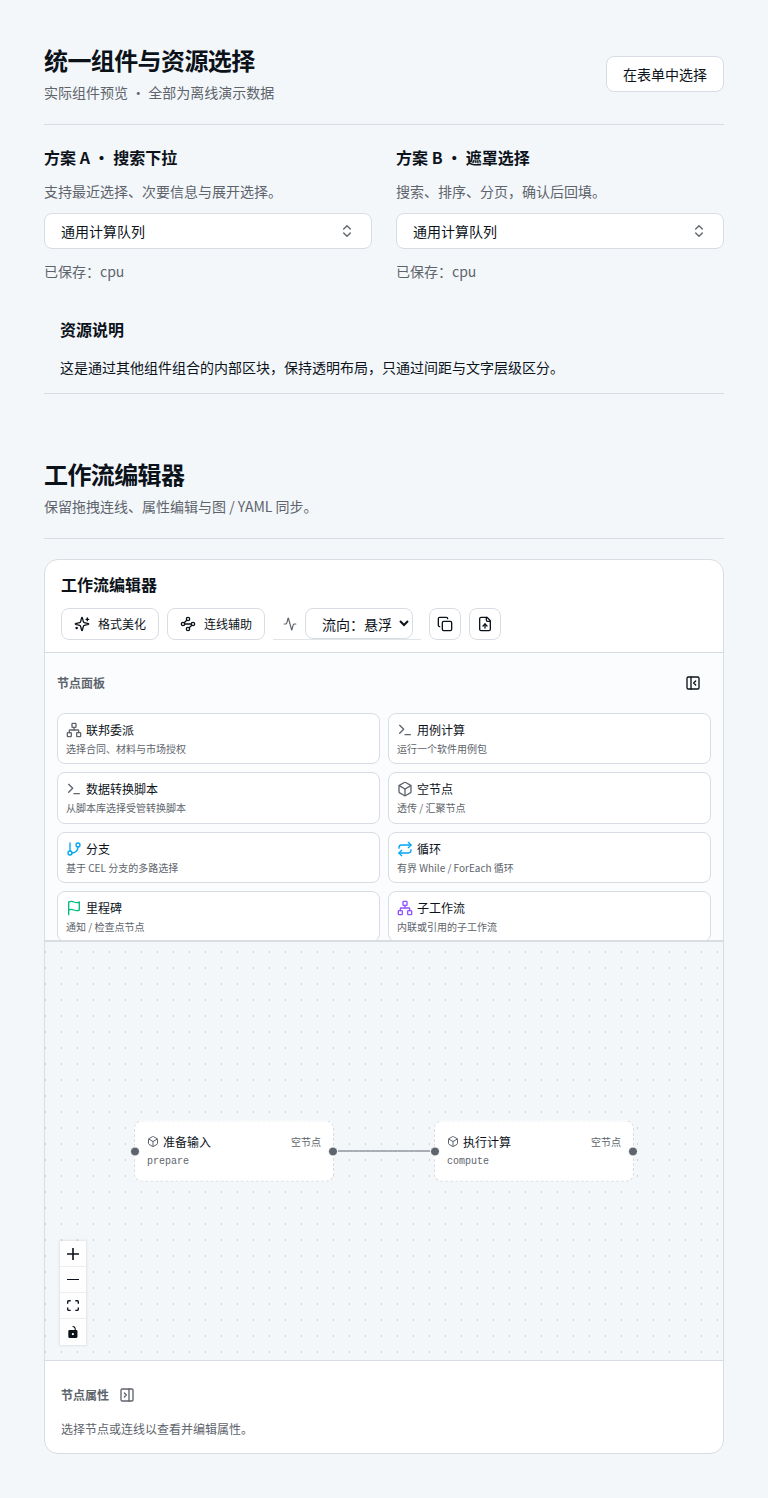 统一组件与资源选择
实际组件预览 · 全部为离线演示数据
在表单中选择
方案 A · 搜索下拉
支持最近选择、次要信息与展开选择。
通用计算队列
已保存：cpu
方案 B · 遮罩选择
搜索、排序、分页，确认后回填。
通用计算队列
已保存：cpu
资源说明
这是通过其他组件组合的内部区块，保持透明布局，只通过间距与文字层级区分。
工作流编辑器
保留拖拽连线、属性编辑与图 / YAML 同步。
工作流编辑器
格式美化
连线辅助
流向：悬浮
节点面板
联邦委派
选择合同、材料与市场授权
用例计算
运行一个软件用例包
数据转换脚本
从脚本库选择受管转换脚本
空节点
透传 / 汇聚节点
分支
基于 CEL 分支的多路选择
循环
有界 While / ForEach 循环
里程碑
通知 / 检查点节点
子工作流
内联或引用的子工作流
准备输入 空节点
prepare
执行计算 空节点
compute
节点属性
选择节点或连线以查看并编辑属性。